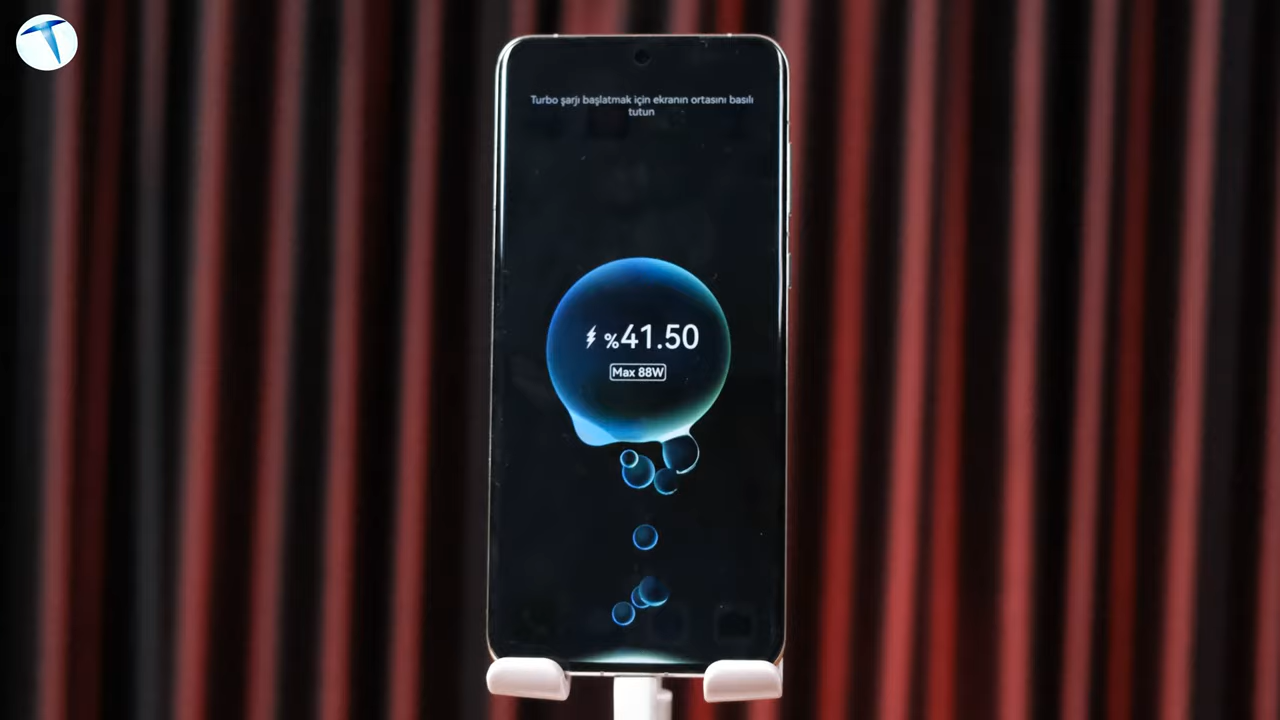 Turbo şarjı başlatmak için ekranın ortasını basılı
tutun
%41.50
Max 88W